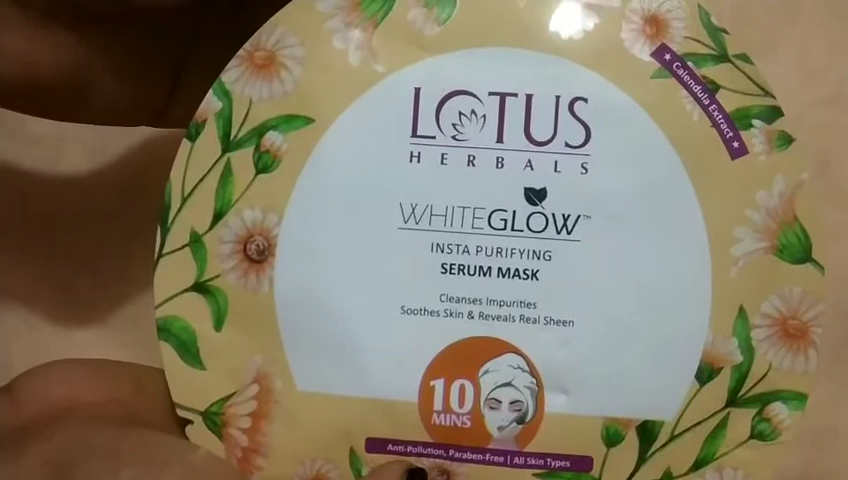 ★ Calendula Extract ★
LOTUS
HERBALS
WHITEGLOW™
INSTA PURIFYING
SERUM MASK
Cleanses Impurities
Soothes Skin & Reveals Real Sheen
10
MINS
Anti-Pollution, Paraben-Free | All Skin Types